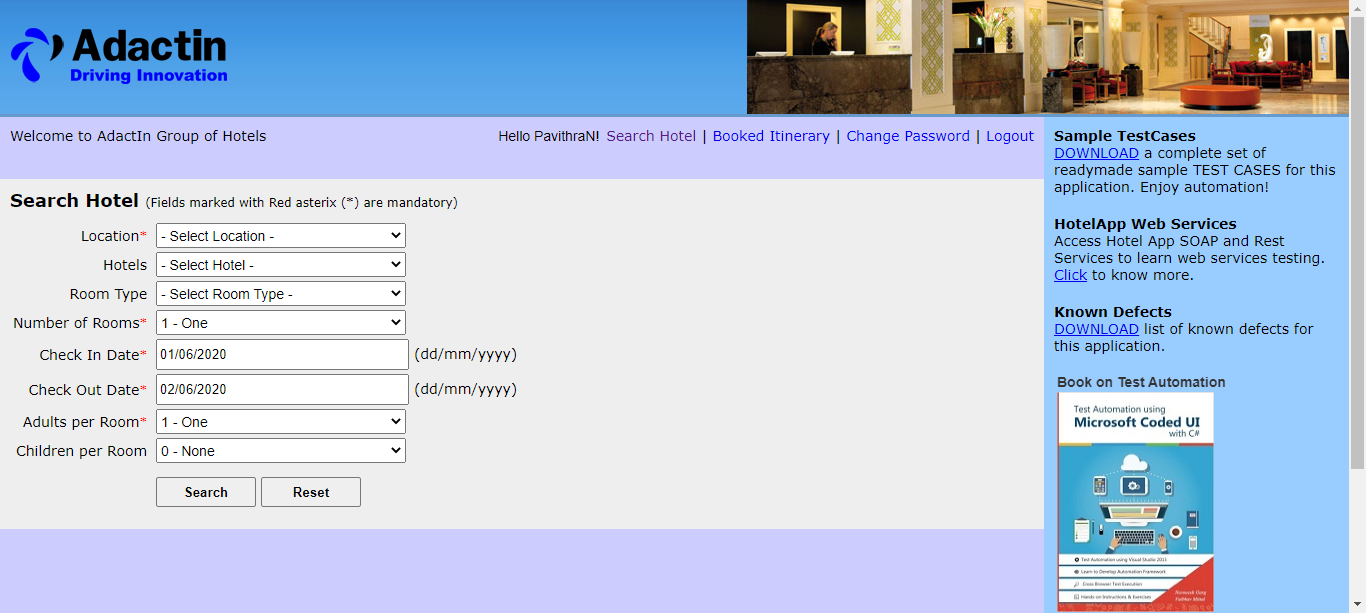 Adactin
Driving Innovation
Welcome to AdactIn Group of Hotels
Hello PavithraN! Search Hotel | Booked Itinerary | Change Password | Logout
Search Hotel (Fields marked with Red asterix (*) are mandatory)
Location* - Select Location -
Hotels - Select Hotel -
Room Type - Select Room Type -
Number of Rooms* 1 - One
Check In Date* 01/06/2020 (dd/mm/yyyy)
Check Out Date* 02/06/2020 (dd/mm/yyyy)
Adults per Room* 1 - One
Children per Room 0 - None
Search Reset
Sample TestCases
DOWNLOAD a complete set of
readymade sample TEST CASES for this
application. Enjoy automation!
HotelApp Web Services
Access Hotel App SOAP and Rest
Services to learn web services testing.
Click to know more.
Known Defects
DOWNLOAD list of known defects for
this application.
Book on Test Automation
Test Automation using
Microsoft Coded UI
with C#
Test Automation using Visual Studio 2013
Learn to Develop Automation Framework
Cross Browser Test Execution
Hands-on Instructions & Exercises
Navneesh Garg